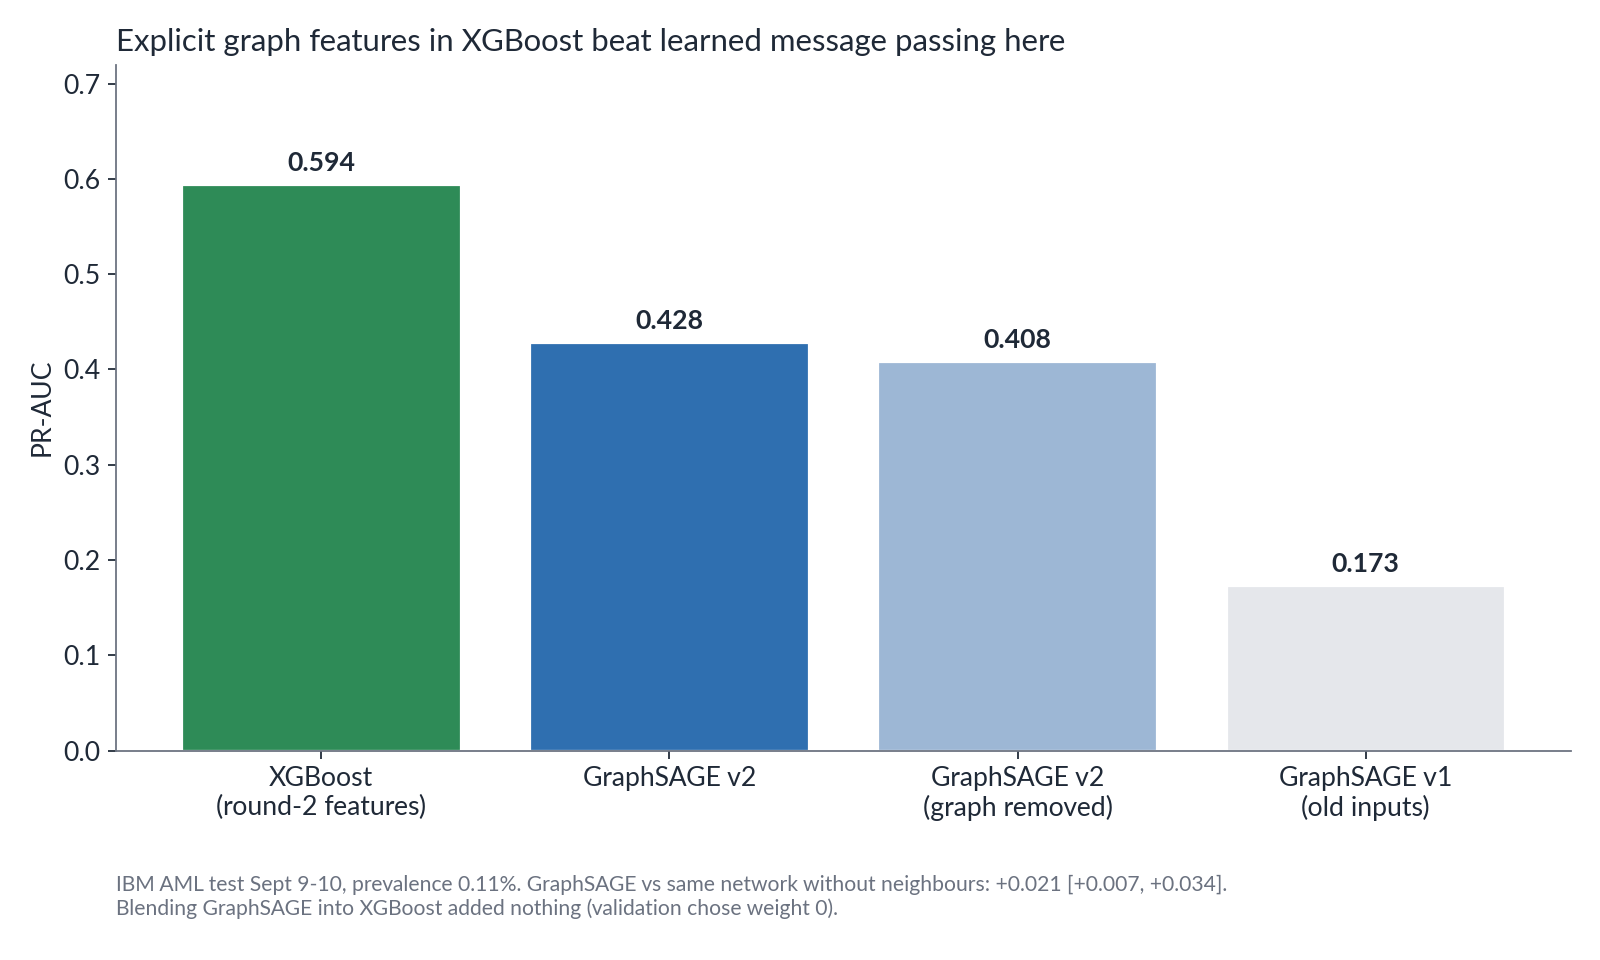 Explicit graph features in XGBoost beat learned message passing here
0.7
0.6
0.5
0.4
0.3
0.2
0.1
0.0
PR-AUC
0.594
0.428
0.408
0.173
XGBoost
(round-2 features)
GraphSAGE v2
GraphSAGE v2
(graph removed)
GraphSAGE v1
(old inputs)
IBM AML test Sept 9-10, prevalence 0.11%. GraphSAGE vs same network without neighbours: +0.021 [+0.007, +0.034].
Blending GraphSAGE into XGBoost added nothing (validation chose weight 0).